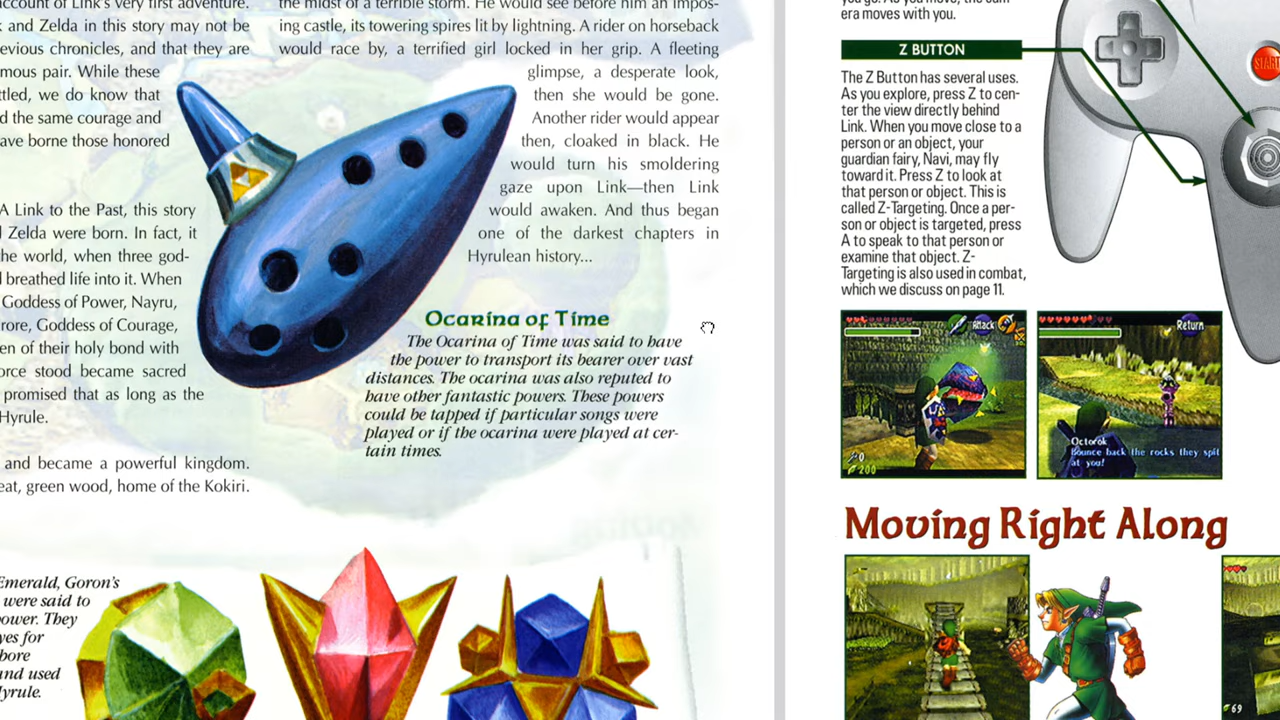 account of Link's very first adventure.
and Zelda in this story may not be
evious chronicles, and that they are
mous pair. While these
ttled, we do know that
d the same courage and
ave borne those honored
A Link to the Past, this story
Zelda were born. In fact, it
he world, when three god-
breathed life into it. When
Goddess of Power, Nayru,
rore, Goddess of Courage,
en of their holy bond with
orce stood became sacred
promised that as long as the
Hyrule.
and became a powerful kingdom.
eat, green wood, home of the Kokiri.
the midst of a terrible storm. He would see before him an impos-
ing castle, its towering spires lit by lightning. A rider on horseback
would race by, a terrified girl locked in her grip. A fleeting
glimpse, a desperate look,
then she would be gone.
Another rider would appear
then, cloaked in black. He
would turn his smoldering
gaze upon Link—then Link
would awaken. And thus began
one of the darkest chapters in
Hyrulean history...
Ocarina of Time
The Ocarina of Time was said to have
the power to transport its bearer over vast
distances. The ocarina was also reputed to
have other fantastic powers. These powers
could be tapped if particular songs were
played or if the ocarina were played at cer-
tain times.
Emerald, Goron's
were said to
power. They
yes for
bore
and used
Hyrule.
era moves with you.
Z BUTTON
The Z Button has several uses.
As you explore, press Z to cen-
ter the view directly behind
Link. When you move close to a
person or an object, your
guardian fairy, Navi, may fly
toward it. Press Z to look at
that person or object. This is
called Z-Targeting. Once a per-
son or object is targeted, press
A to speak to that person or
examine that object. Z-
Targeting is also used in combat,
which we discuss on page 11.
START
Attack
0
200
Return
Octorok
Bounce back the rocks they spit
at you!
Moving Right Along
69